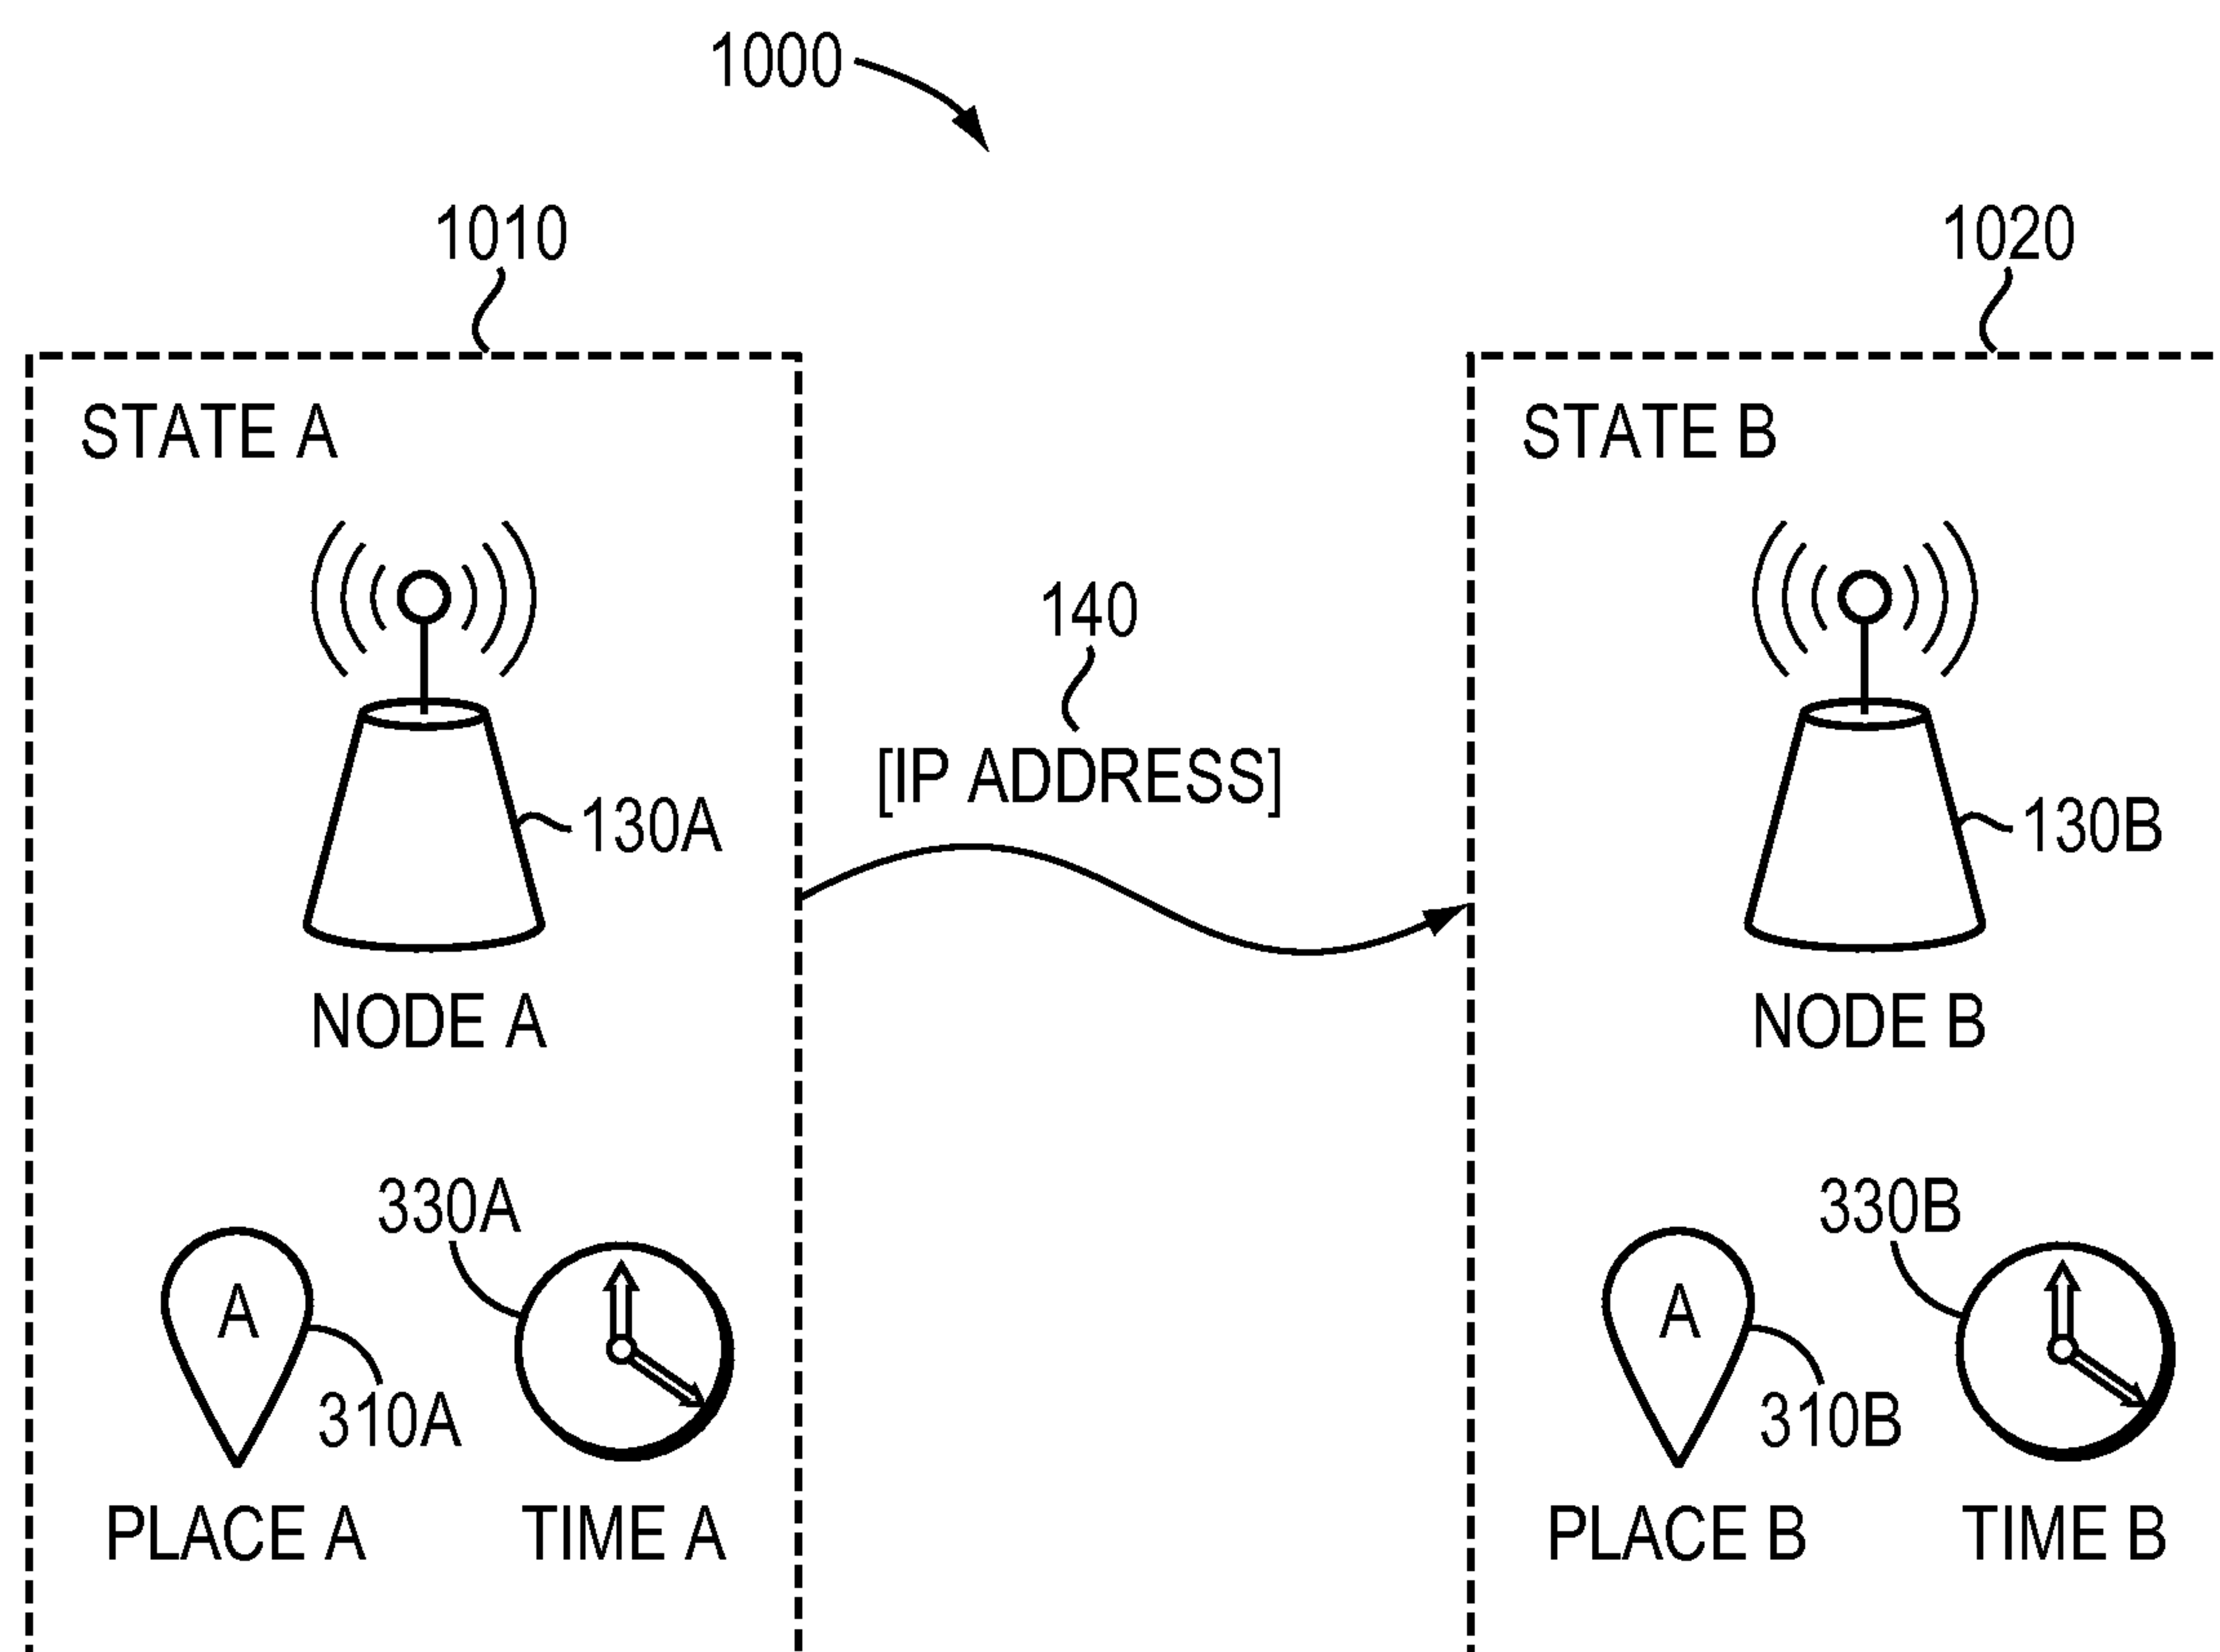 1000
1010
1020
STATE A
STATE B
140
[IP ADDRESS]
130A
130B
NODE A
NODE B
330A
330B
A
A
310A
310B
PLACE A
TIME A
PLACE B
TIME B